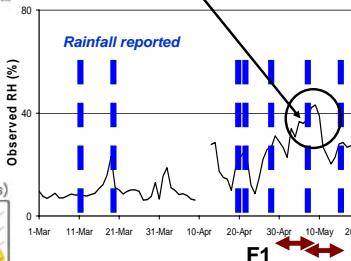 80
Rainfall reported
Observed RH (%)
40
0
1-Mar 11-Mar 21-Mar 31-Mar 10-Apr 20-Apr 30-Apr 10-May
F1